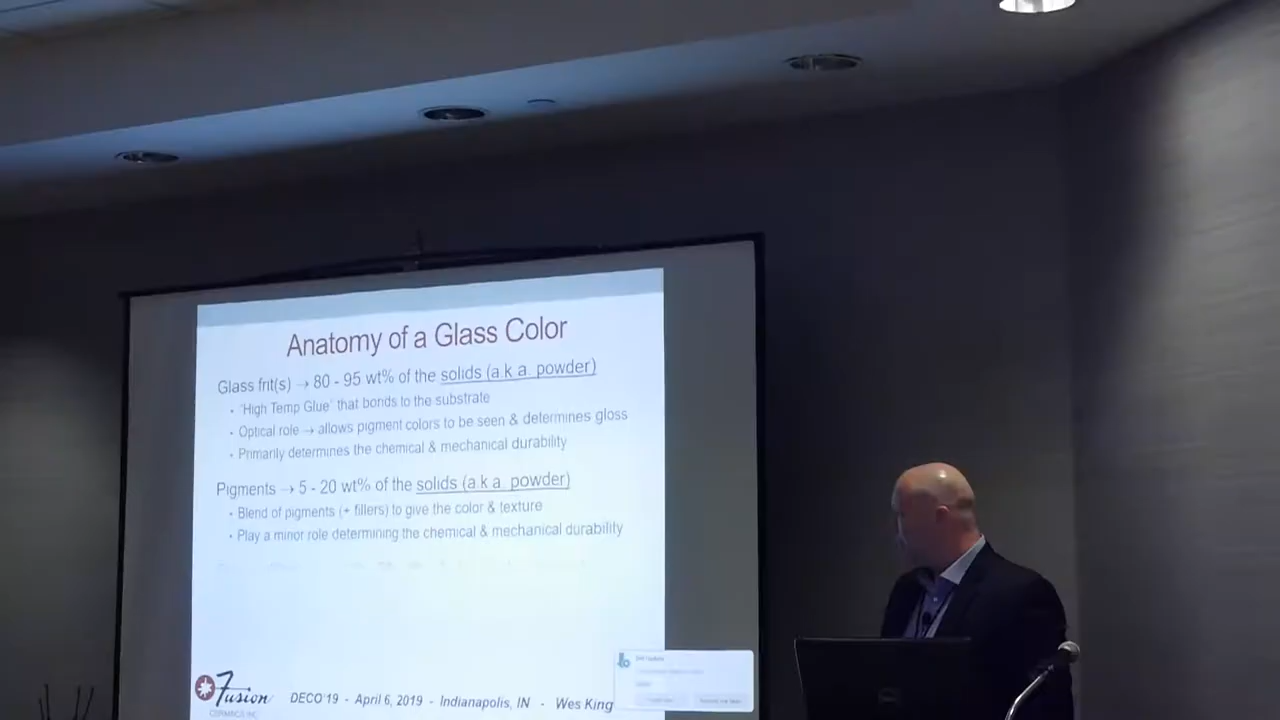 Anatomy of a Glass Color
Glass frit(s) → 80 - 95 wt% of the solids (a.k.a. powder)
• "High Temp Glue" that bonds to the substrate
• Optical role → allows pigment colors to be seen & determines gloss
• Primarily determines the chemical & mechanical durability
Pigments → 5 - 20 wt% of the solids (a.k.a. powder)
• Blend of pigments (+ fillers) to give the color & texture
• Play a minor role determining the chemical & mechanical durability
Fusion
CERAMICS INC.
DECO'19 - April 6, 2019 - Indianapolis, IN - Wes King
DELL